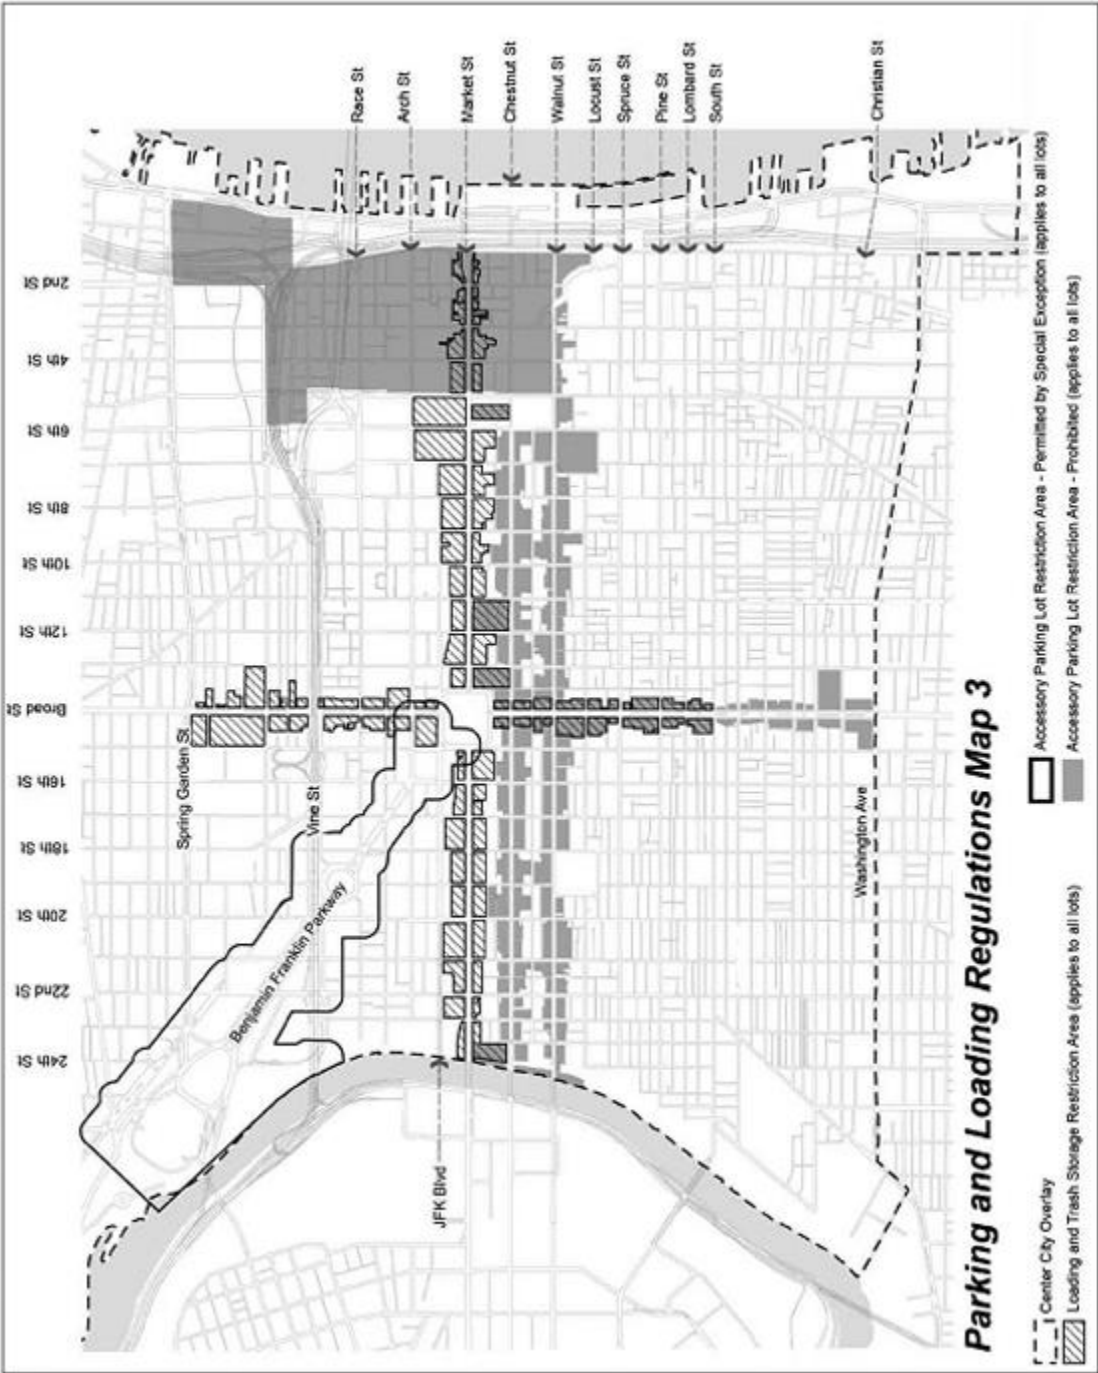 2nd St
4th St
6th St
8th St
10th St
12th St
Broad St
16th St
18th St
20th St
22nd St
24th St
Race St
Arch St
Market St
Chestnut St
Walnut St
Locust St
Spruce St
Pine St
Lombard St
South St
Christian St
Spring Garden St
Vine St
Benjamin Franklin Parkway
JFK Blvd
Washington Ave
Parking and Loading Regulations Map 3
Center City Overlay
Loading and Trash Storage Restriction Area (applies to all lots)
Accessory Parking Lot Restriction Area - Permitted by Special Exception (applies to all lots)
Accessory Parking Lot Restriction Area - Prohibited (applies to all lots)